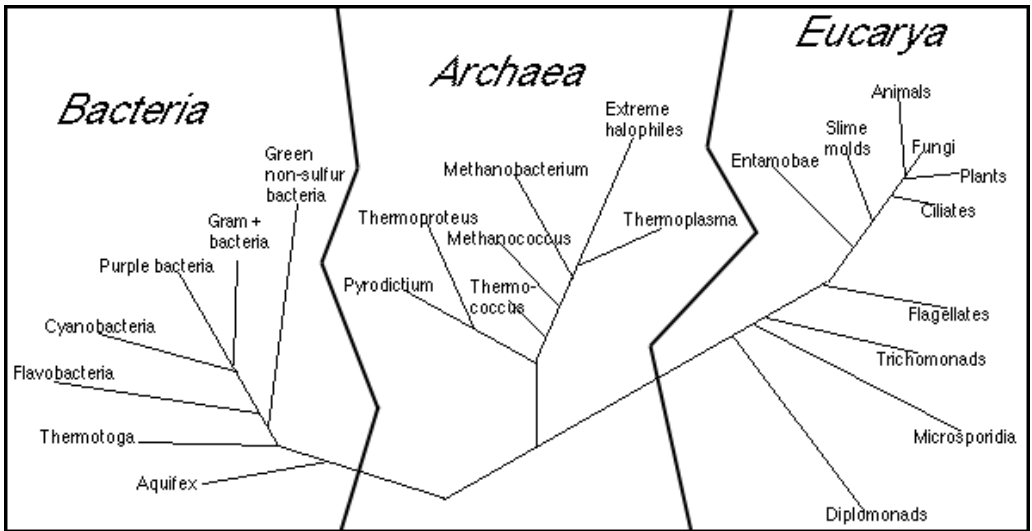 Bacteria
Green
non-sulfur
bacteria
Gram +
bacteria
Purple bacteria
Cyanobacteria
Flavobacteria
Thermotoga
Aquifex
Archaea
Extreme
halophiles
Methanobacterium
Thermoproteus
Thermoplasma
Methanococcus
Pyrodictium
Thermo-
coccus
Eucarya
Animals
Slime
molds
Fungi
Entamobae
Plants
Ciliates
Flagellates
Trichomonads
Microsporidia
Diplomonads